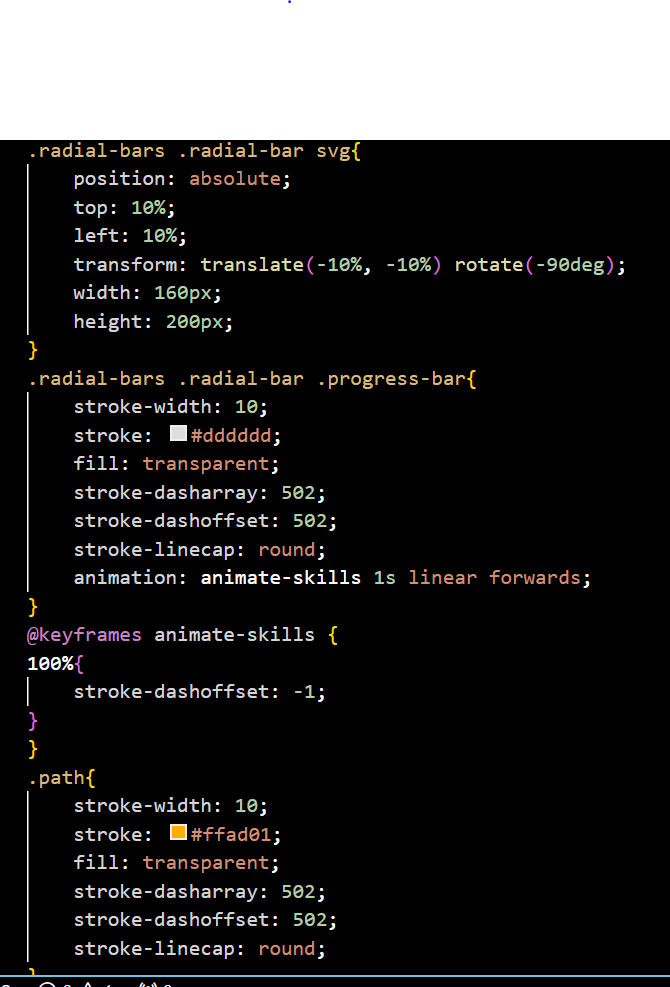 .radial-bars .radial-bar svg{
position: absolute;
top: 10%;
left: 10%;
transform: translate(-10%, -10%) rotate(-90deg);
width: 160px;
height: 200px;
}
.radial-bars .radial-bar .progress-bar{
stroke-width: 10;
stroke: #dddddd;
fill: transparent;
stroke-dasharray: 502;
stroke-dashoffset: 502;
stroke-linecap: round;
animation: animate-skills 1s linear forwards;
}
@keyframes animate-skills {
100%{
stroke-dashoffset: -1;
}
}
.path{
stroke-width: 10;
stroke: #ffad01;
fill: transparent;
stroke-dasharray: 502;
stroke-dashoffset: 502;
stroke-linecap: round;
}